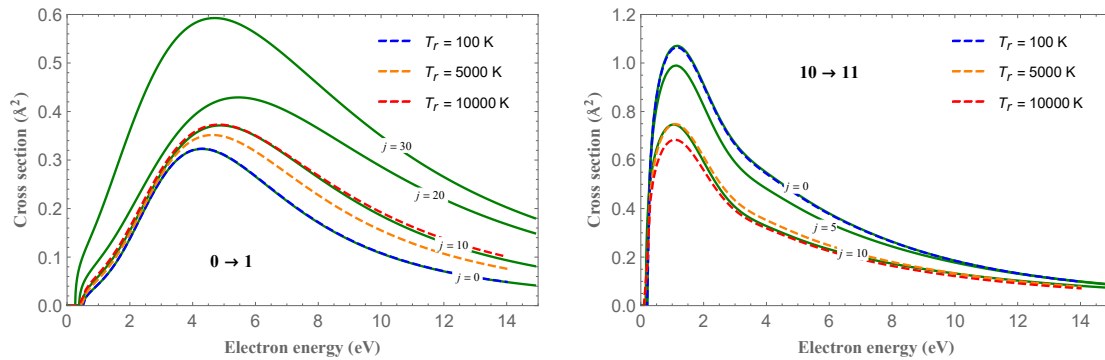 Cross section (Å²)
0.6
0.5
0.4
0.3
0.2
0.1
0.0
T_r = 100 K
T_r = 5000 K
T_r = 10000 K
j = 30
j = 20
j = 10
j = 0
0 → 1
0 2 4 6 8 10 12 14
Electron energy (eV)
Cross section (Å²)
1.2
1.0
0.8
0.6
0.4
0.2
0.0
T_r = 100 K
10 → 11
T_r = 5000 K
T_r = 10000 K
j = 0
j = 5
j = 10
0 2 4 6 8 10 12 14
Electron energy (eV)